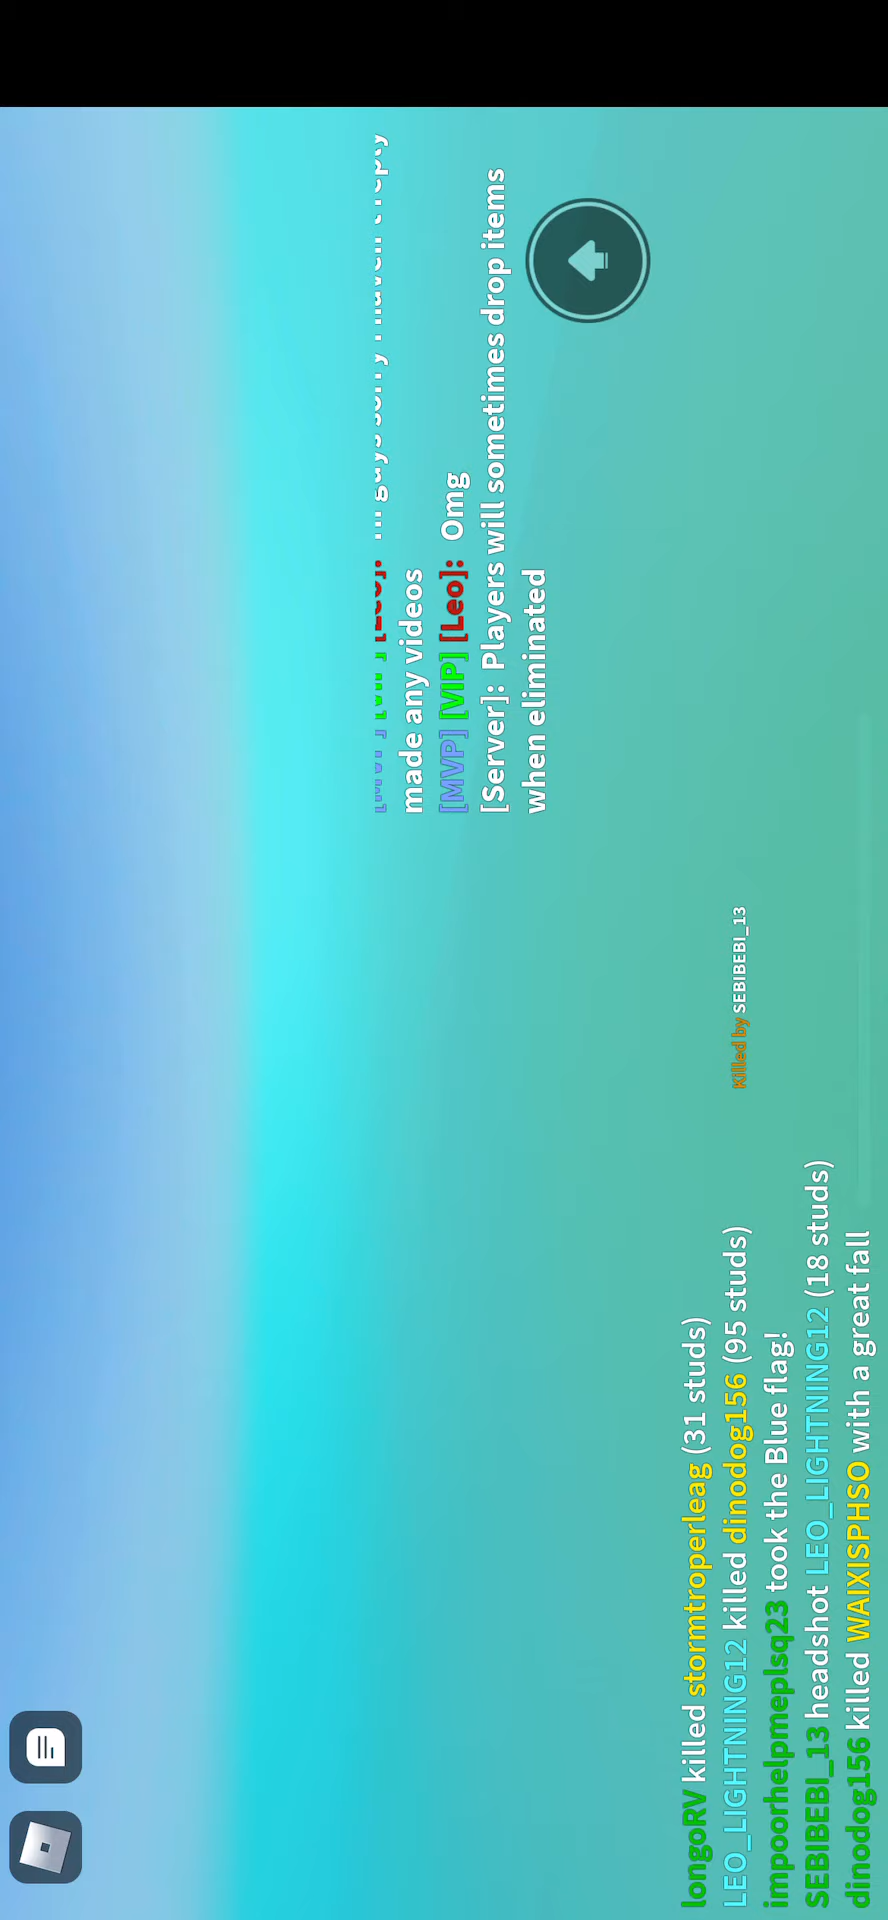 made any videos
[MVP] [VIP] [Leo]: Omg
[Server]: Players will sometimes drop items
when eliminated
Killed by SEBIBEBI_13
longoRV killed stormtroperleag (31 studs)
LEO_LIGHTNING12 killed dinodog156 (95 studs)
impoorhelpmeplsq23 took the Blue flag!
SEBIBEBI_13 headshot LEO_LIGHTNING12 (18 studs)
dinodog156 killed WAIXISPHSO with a great fall